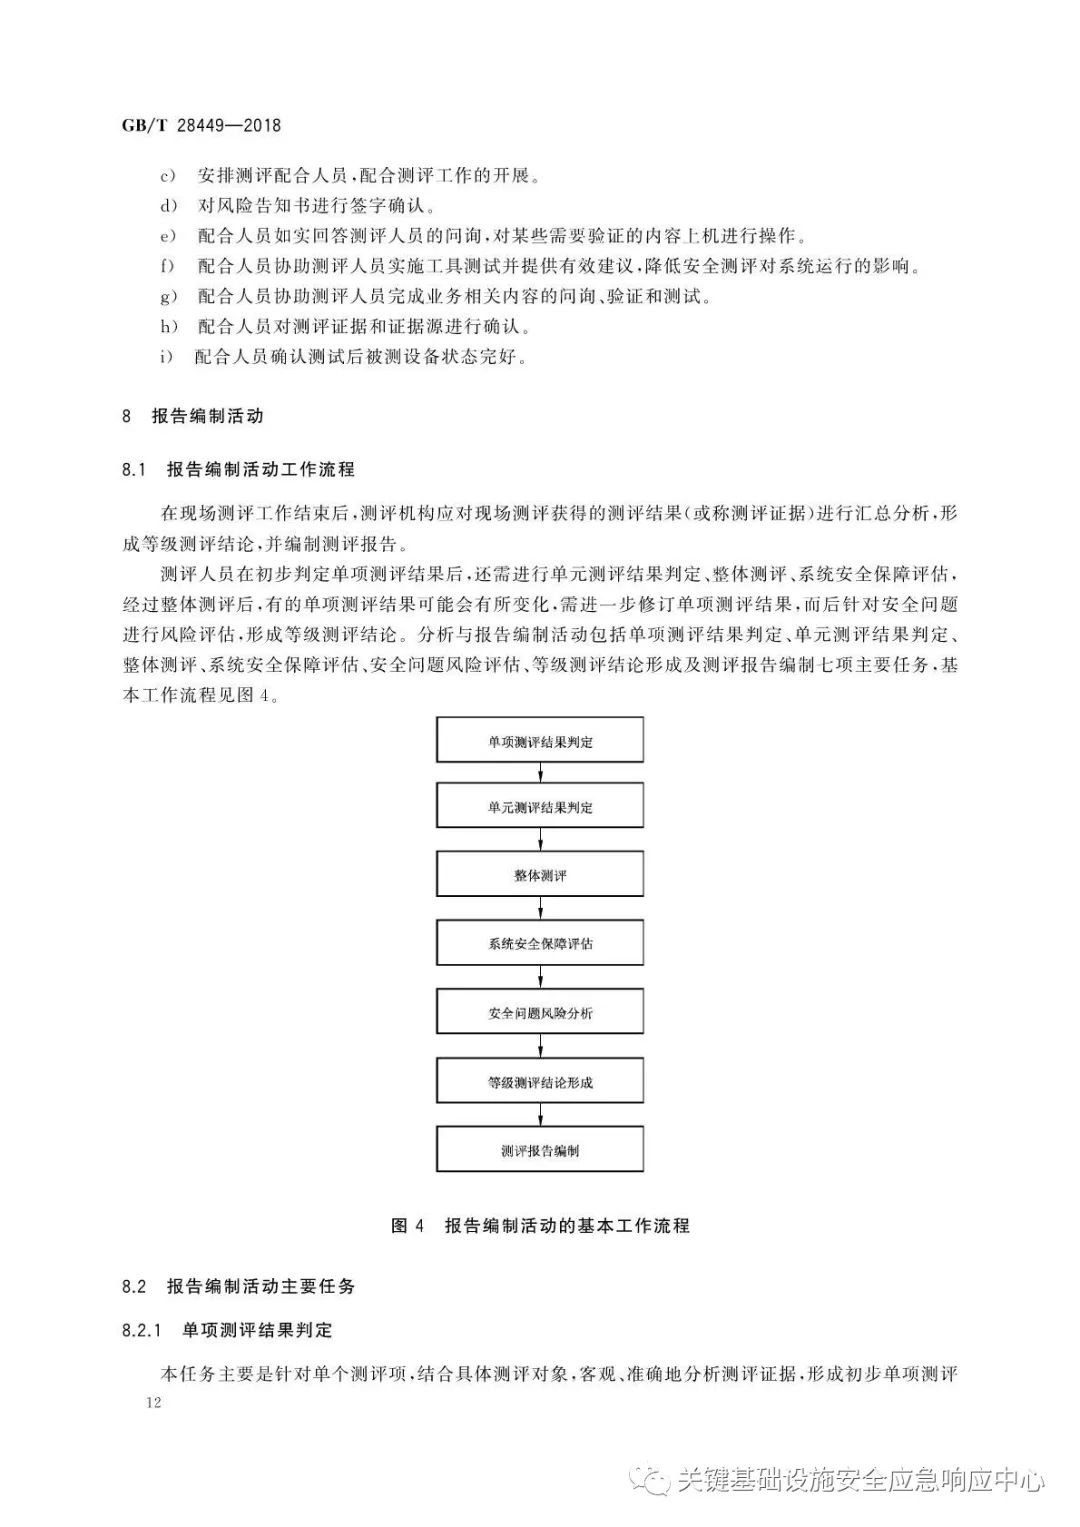 GB/T 28449—2018
c) 安排测评配合人员,配合测评工作的开展。
d) 对风险告知书进行签字确认。
e) 配合人员如实回答测评人员的问询,对某些需要验证的内容上机进行操作。
f) 配合人员协助测评人员实施工具测试并提供有效建议,降低安全测评对系统运行的影响。
g) 配合人员协助测评人员完成业务相关内容的问询、验证和测试。
h) 配合人员对测评证据和证据源进行确认。
i) 配合人员确认测试后被测设备状态完好。
8 报告编制活动
8.1 报告编制活动工作流程
在现场测评工作结束后,测评机构应对现场测评获得的测评结果(或称测评证据)进行汇总分析,形
成等级测评结论,并编制测评报告。
测评人员在初步判定单项测评结果后,还需进行单元测评结果判定、整体测评、系统安全保障评估,
经过整体测评后,有的单项测评结果可能会有所变化,需进一步修订单项测评结果,而后针对安全问题
进行风险评估,形成等级测评结论。分析与报告编制活动包括单项测评结果判定、单元测评结果判定、
整体测评、系统安全保障评估、安全问题风险评估、等级测评结论形成及测评报告编制七项主要任务,基
本工作流程见图 4。
单项测评结果判定
单元测评结果判定
整体测评
系统安全保障评估
安全问题风险分析
等级测评结论形成
测评报告编制
图 4 报告编制活动的基本工作流程
8.2 报告编制活动主要任务
8.2.1 单项测评结果判定
本任务主要是针对单个测评项,结合具体测评对象,客观、准确地分析测评证据,形成初步单项测评
12
关键基础设施安全应急响应中心